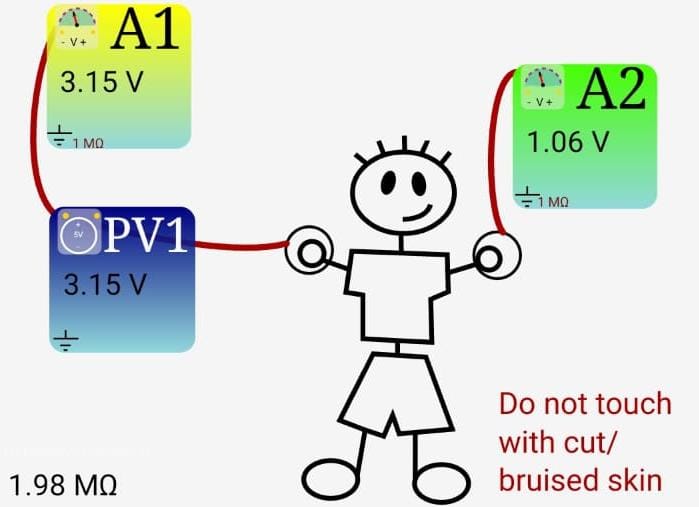 - V +
A1
3.15 V
1 MΩ
- V +
A2
1.06 V
1 MΩ
5V
PV1
3.15 V
Do not touch
with cut/
bruised skin
1.98 MΩ